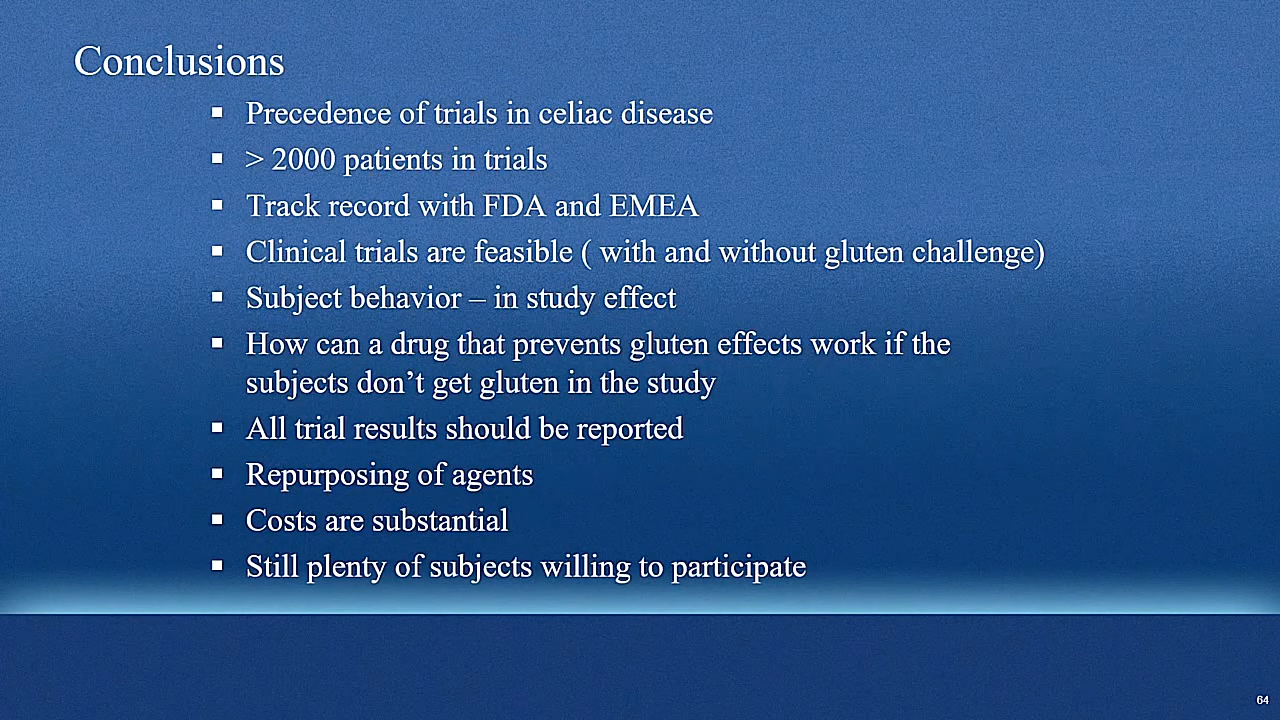 Conclusions
▪ Precedence of trials in celiac disease
▪ > 2000 patients in trials
▪ Track record with FDA and EMEA
▪ Clinical trials are feasible ( with and without gluten challenge)
▪ Subject behavior – in study effect
▪ How can a drug that prevents gluten effects work if the
subjects don’t get gluten in the study
▪ All trial results should be reported
▪ Repurposing of agents
▪ Costs are substantial
▪ Still plenty of subjects willing to participate
64